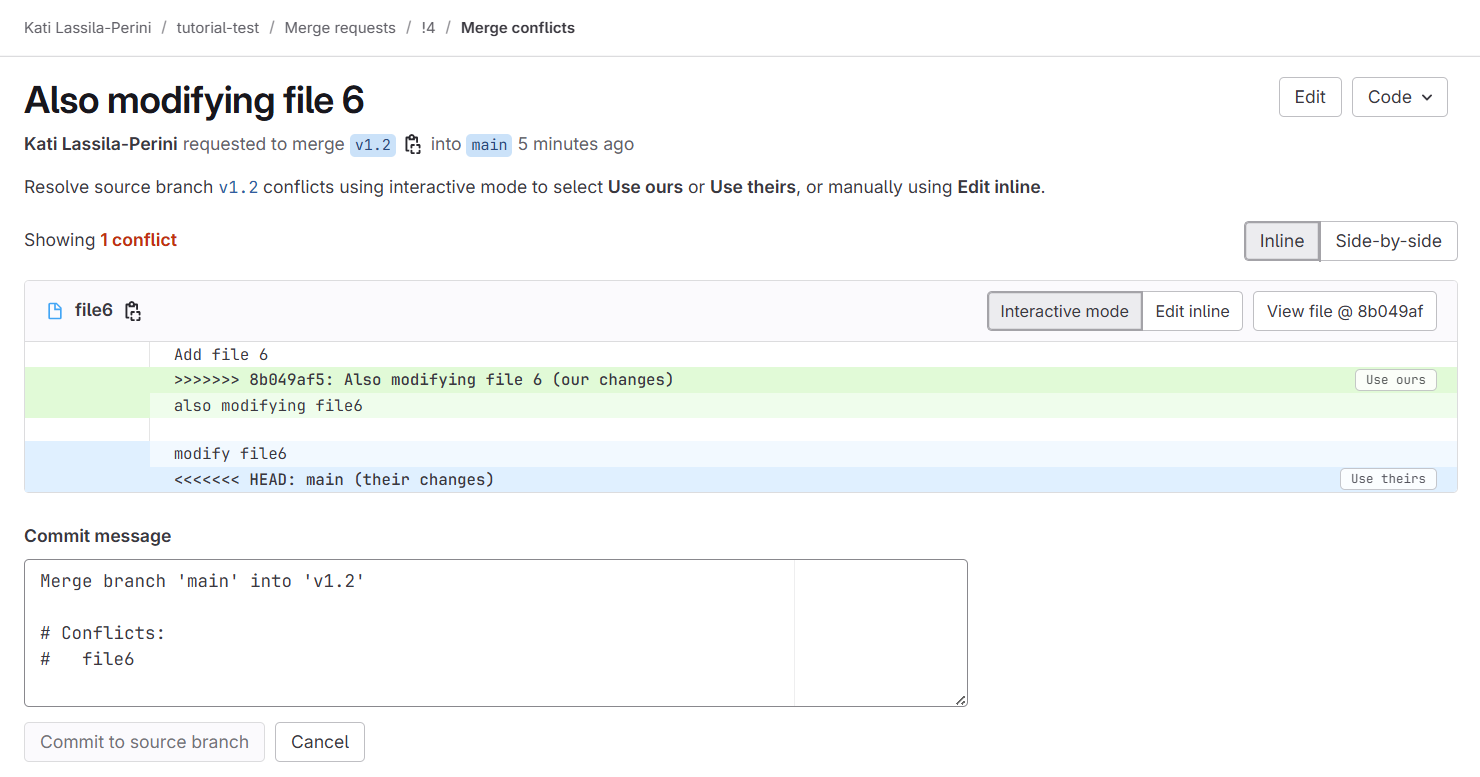 Kati Lassila-Perini / tutorial-test / Merge requests / !4 / Merge conflicts
Also modifying file 6
Edit
Code
Kati Lassila-Perini requested to merge v1.2 into main 5 minutes ago
Resolve source branch v1.2 conflicts using interactive mode to select Use ours or Use theirs, or manually using Edit inline.
Showing 1 conflict
Inline
Side-by-side
file6
Interactive mode
Edit inline
View file @ 8b049af
Add file 6
>>>>>>> 8b049af5: Also modifying file 6 (our changes)
Use ours
also modifying file6
modify file6
<<<<<<< HEAD: main (their changes)
Use theirs
Commit message
Merge branch 'main' into 'v1.2'
# Conflicts:
#   file6
Commit to source branch
Cancel